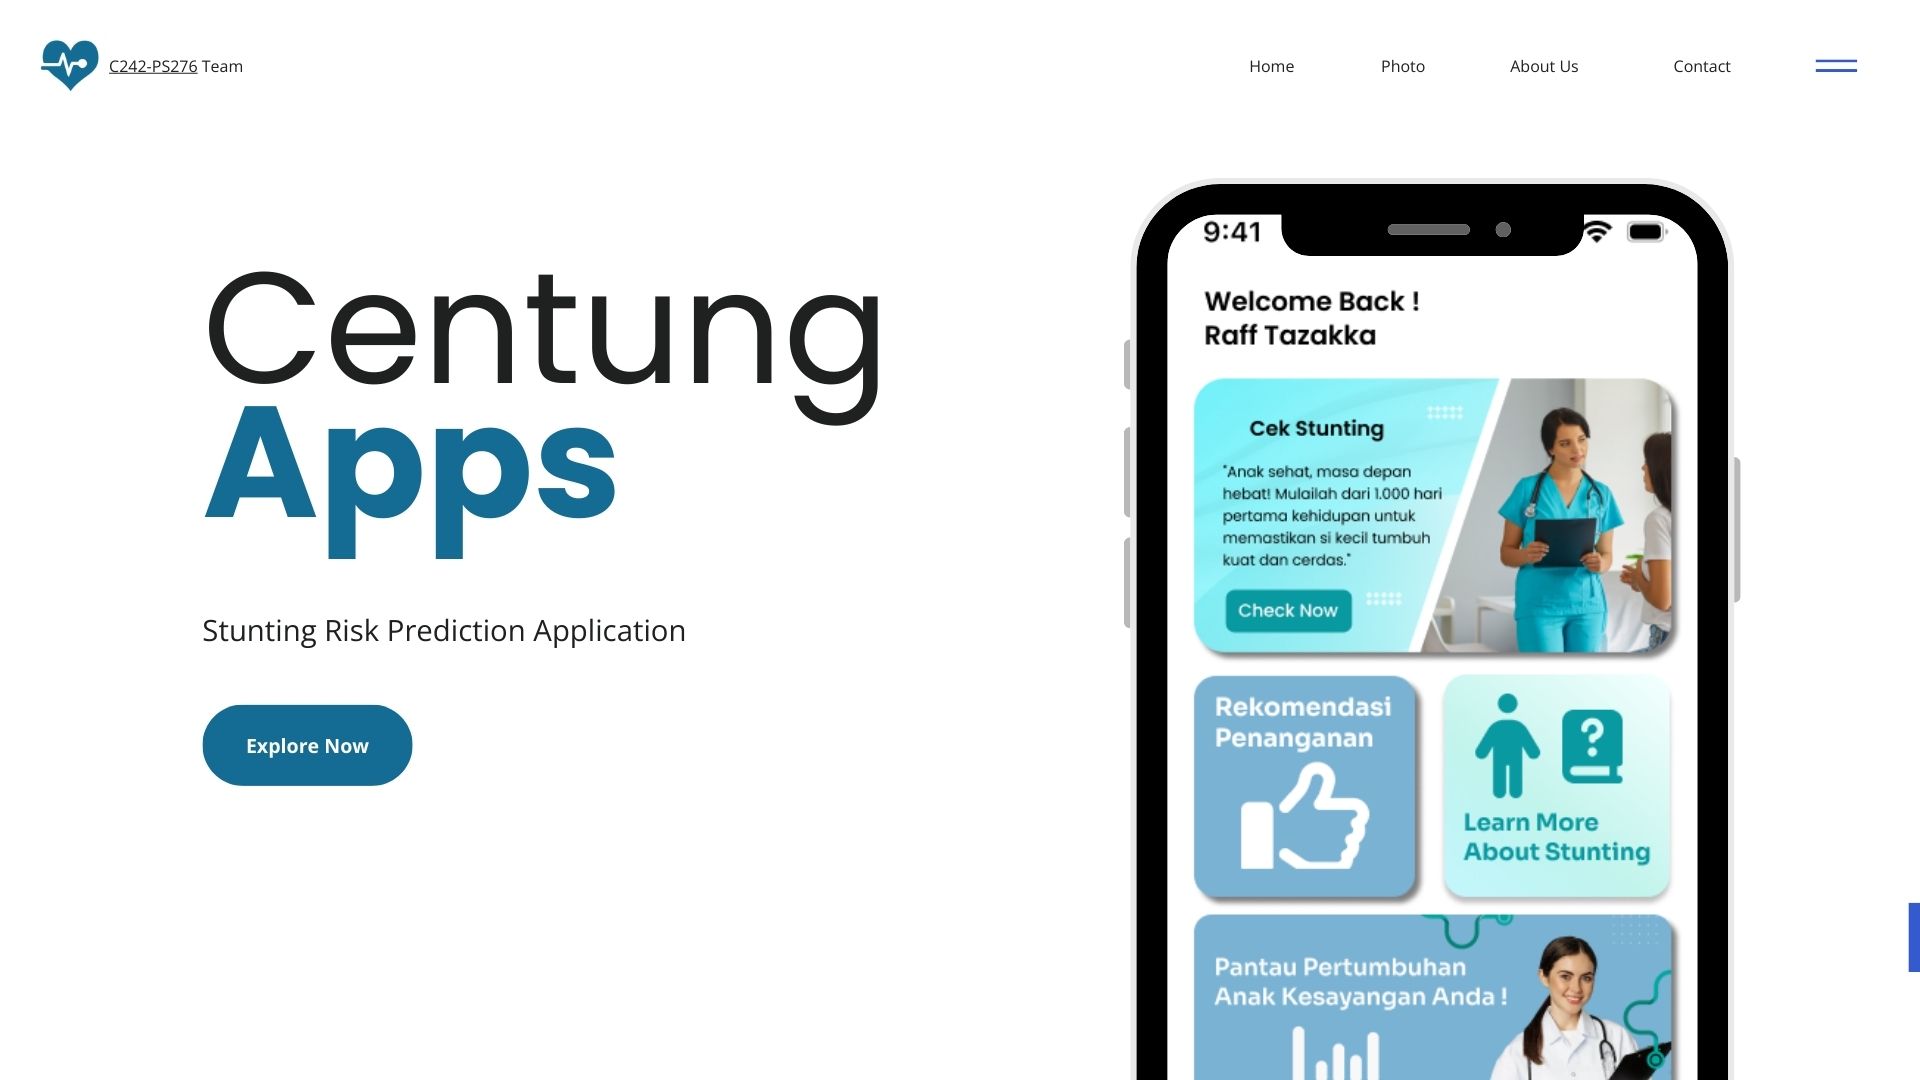 C242-PS276 Team
Home
Photo
About Us
Contact
Centung
Apps
Stunting Risk Prediction Application
Explore Now
9:41
Welcome Back !
Raff Tazakka
Cek Stunting
"Anak sehat, masa depan
hebat! Mulailah dari 1.000 hari
pertama kehidupan untuk
memastikan si kecil tumbuh
kuat dan cerdas."
Check Now
Rekomendasi
Penanganan
?
Learn More
About Stunting
Pantau Pertumbuhan
Anak Kesayangan Anda !